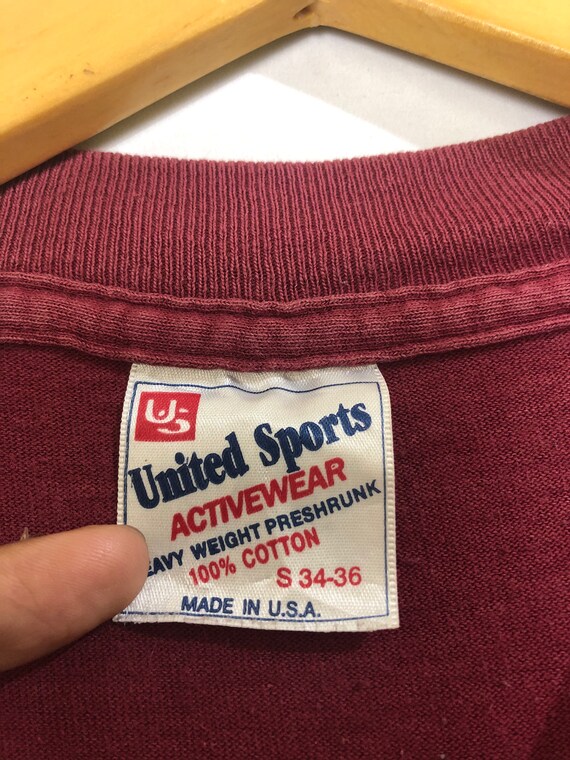 US
United Sports
ACTIVEWEAR
EAVY WEIGHT PRESHRUNK
100% COTTON
S 34-36
MADE IN U.S.A.